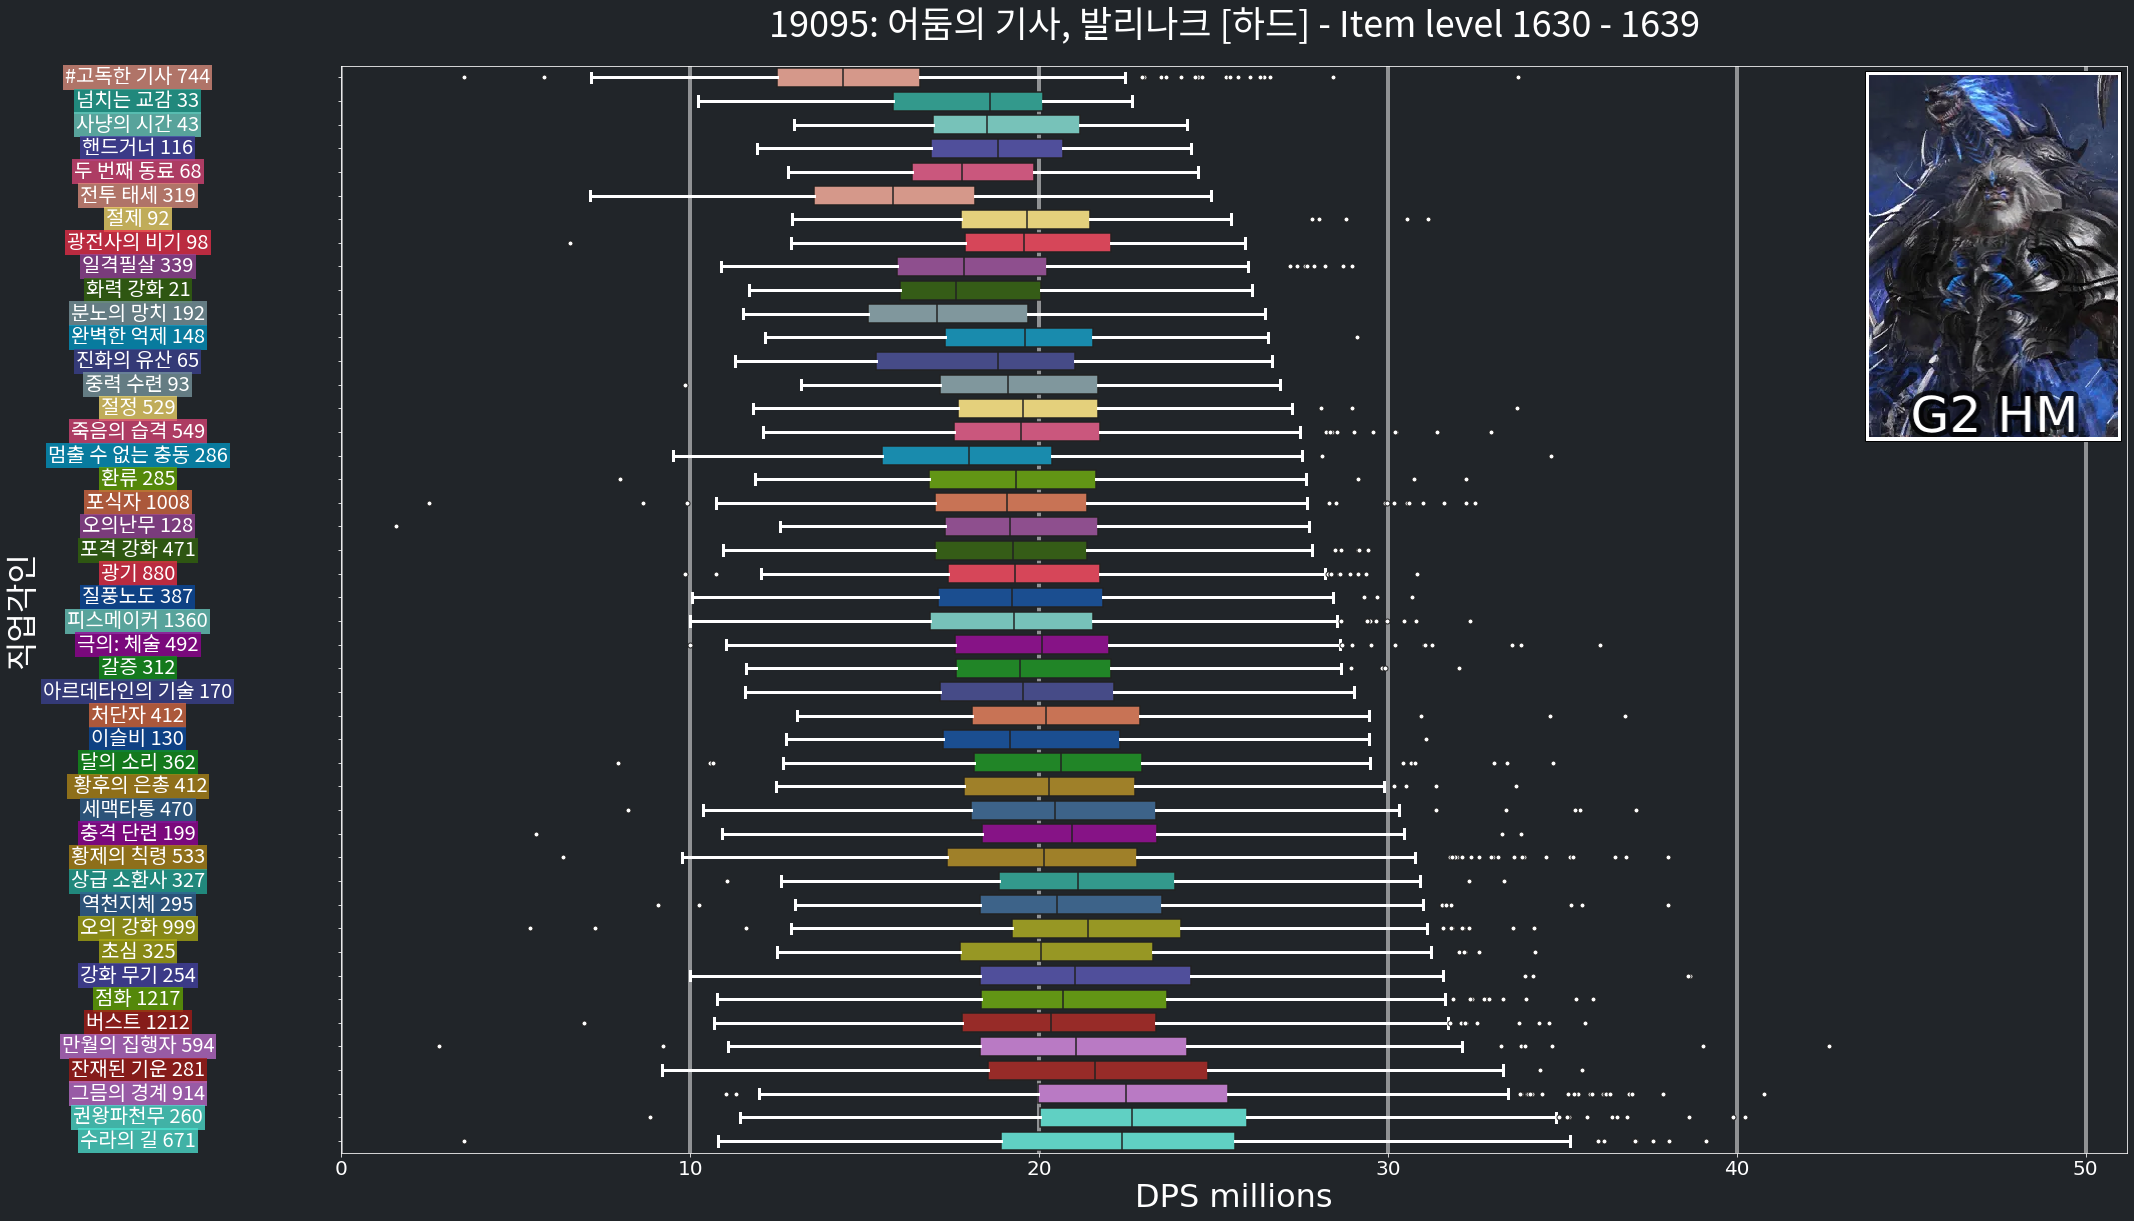 19095: 어둠의 기사, 발리나크 [하드] - Item level 1630 - 1639
#고독한 기사 744
넘치는 교감 33
사냥의 시간 43
핸드거너 116
두 번째 동료 68
전투 태세 319
절제 92
광전사의 비기 98
일격필살 339
화력 강화 21
분노의 망치 192
완벽한 억제 148
진화의 유산 65
중력 수련 93
절정 529
죽음의 습격 549
멈출 수 없는 충동 286
환류 285
포식자 1008
오의난무 128
포격 강화 471
광기 880
질풍노도 387
피스메이커 1360
극의: 체술 492
갈증 312
아르데타인의 기술 170
처단자 412
이슬비 130
달의 소리 362
황후의 은총 412
세맥타통 470
충격 단련 199
황제의 칙령 533
상급 소환사 327
역천지체 295
오의 강화 999
초심 325
강화 무기 254
점화 1217
버스트 1212
만월의 집행자 594
잔재된 기운 281
그믐의 경계 914
권왕파천무 260
수라의 길 671
직업각인
G2 HM
0 10 20 30 40 50
DPS millions